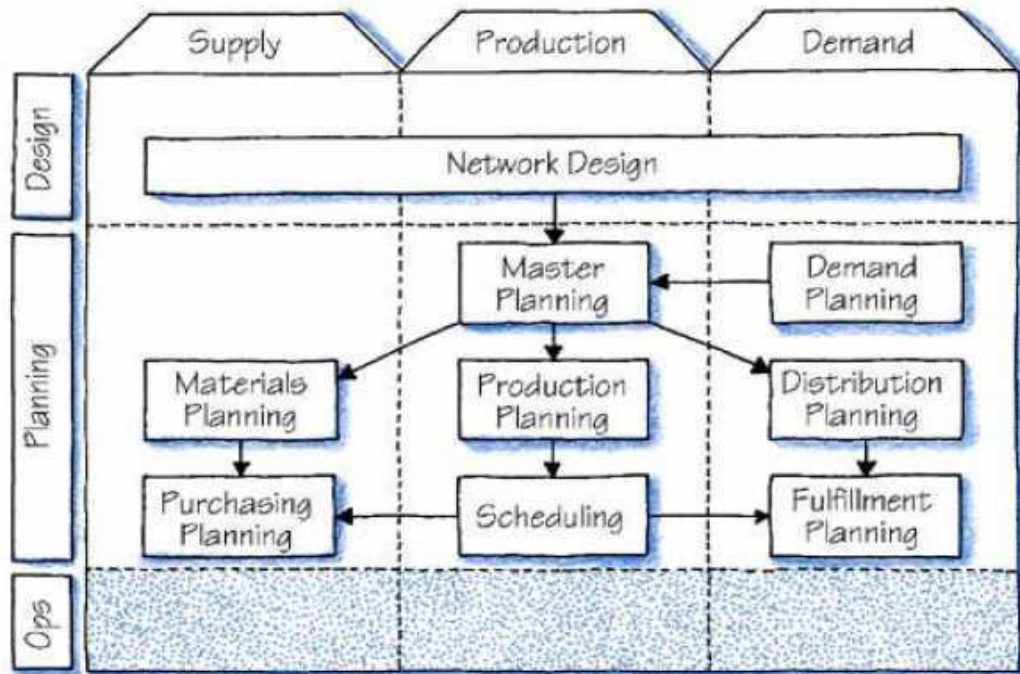 Supply
Production
Demand
Design
Network Design
Planning
Master
Planning
Demand
Planning
Materials
Planning
Production
Planning
Distribution
Planning
Purchasing
Planning
Scheduling
Fulfillment
Planning
Ops